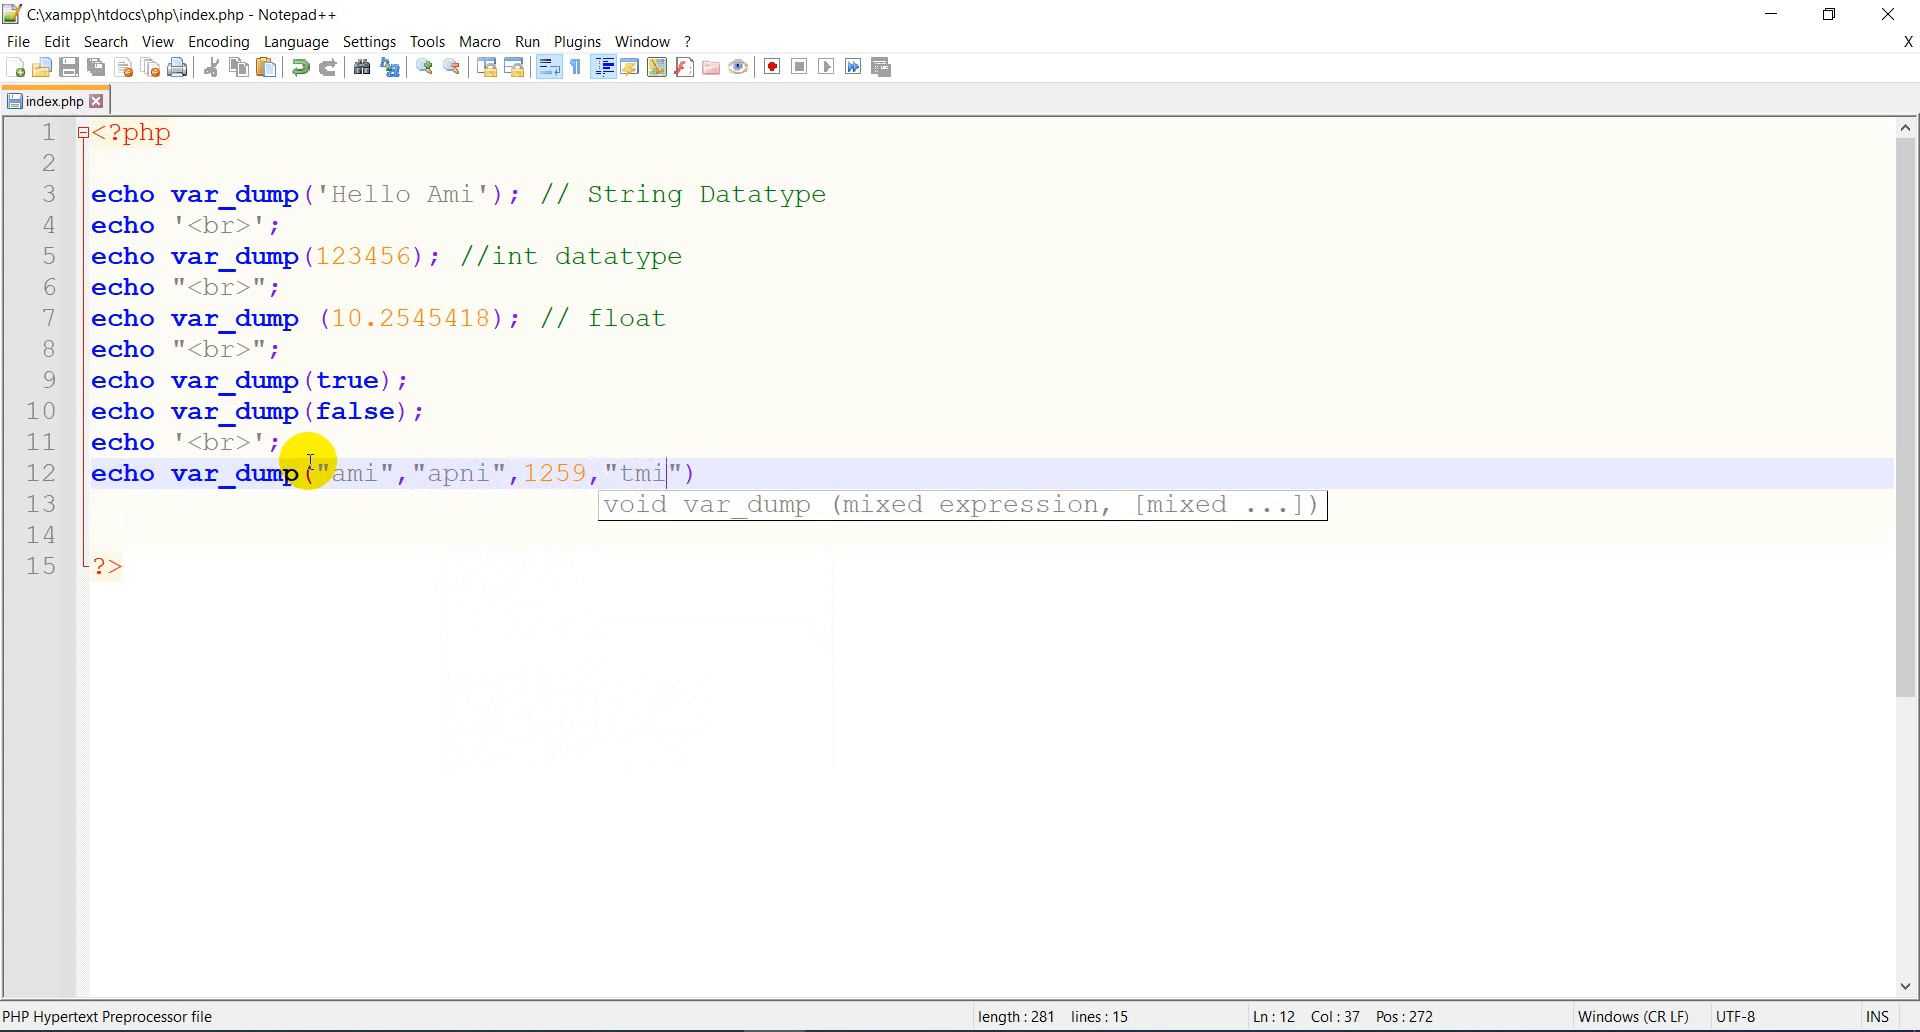 C:\xampp\htdocs\php\index.php - Notepad++
File Edit Search View Encoding Language Settings Tools Macro Run Plugins Window ? X
index.php
1 <?php
2
3 echo var_dump('Hello Ami'); // String Datatype
4 echo '<br>';
5 echo var_dump(123456); //int datatype
6 echo "<br>";
7 echo var_dump (10.2545418); // float
8 echo "<br>";
9 echo var_dump(true);
10 echo var_dump(false);
11 echo '<br>';
12 echo var_dump("ami","apni",1259,"tmi")
void var_dump (mixed expression, [mixed ...])
13
14
15 ?>
PHP Hypertext Preprocessor file length : 281 lines : 15 Ln : 12 Col : 37 Pos : 272 Windows (CR LF) UTF-8 INS